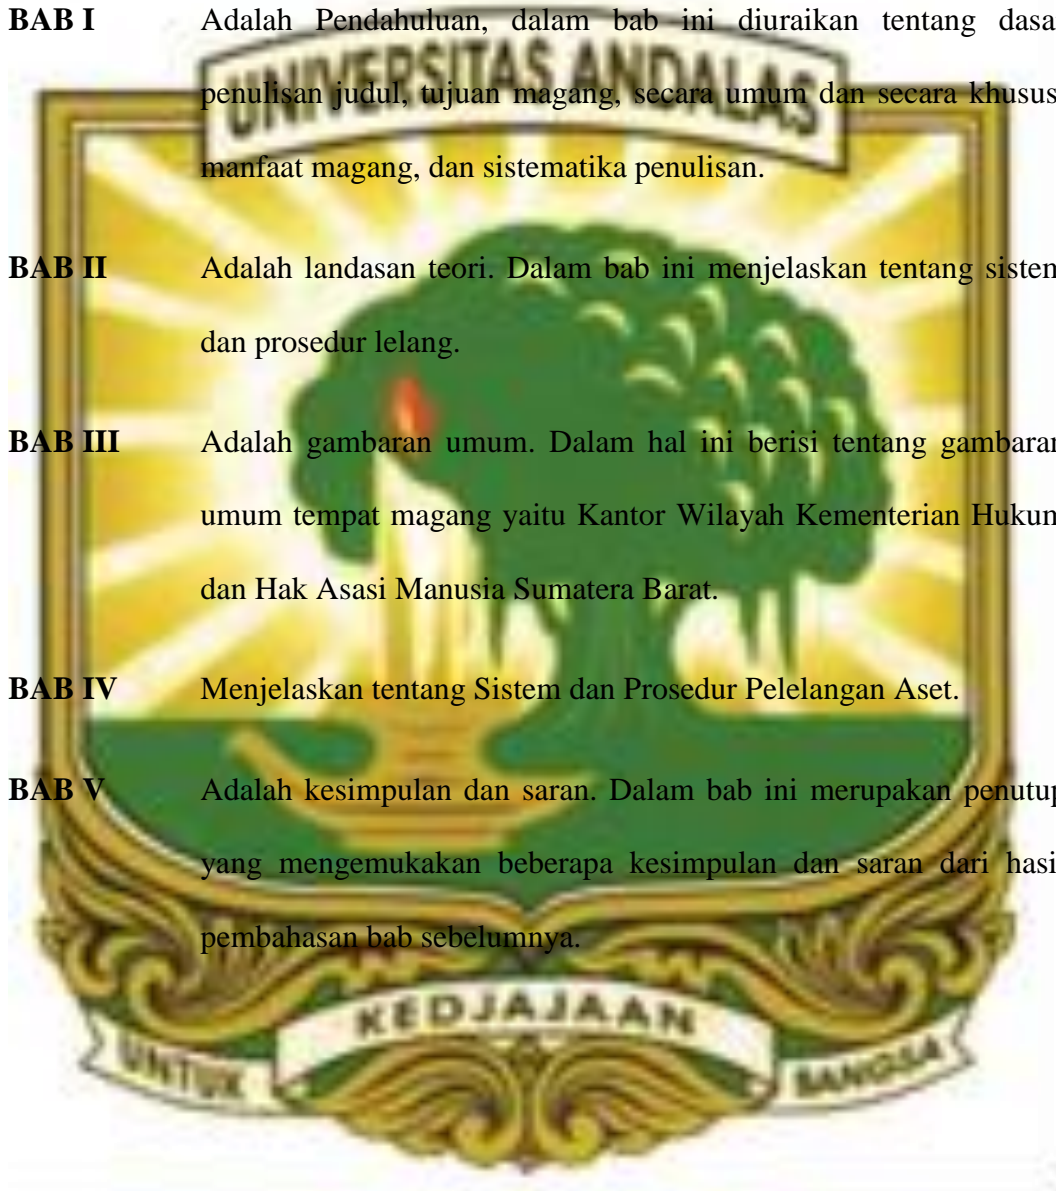 BAB I Adalah Pendahuluan, dalam bab ini diuraikan tentang dasa
UNIVERSITAS ANDALAS
penulisan judul, tujuan magang, secara umum dan secara khusus
manfaat magang, dan sistematika penulisan.
BAB II Adalah landasan teori. Dalam bab ini menjelaskan tentang sistem
dan prosedur lelang.
BAB III Adalah gambaran umum. Dalam hal ini berisi tentang gambaran
umum tempat magang yaitu Kantor Wilayah Kementerian Hukum
dan Hak Asasi Manusia Sumatera Barat.
BAB IV Menjelaskan tentang Sistem dan Prosedur Pelelangan Aset.
BAB V Adalah kesimpulan dan saran. Dalam bab ini merupakan penutup
yang mengemukakan beberapa kesimpulan dan saran dari hasi
pembahasan bab sebelumnya.
UNTUK KEDJAJAAN BANGSA